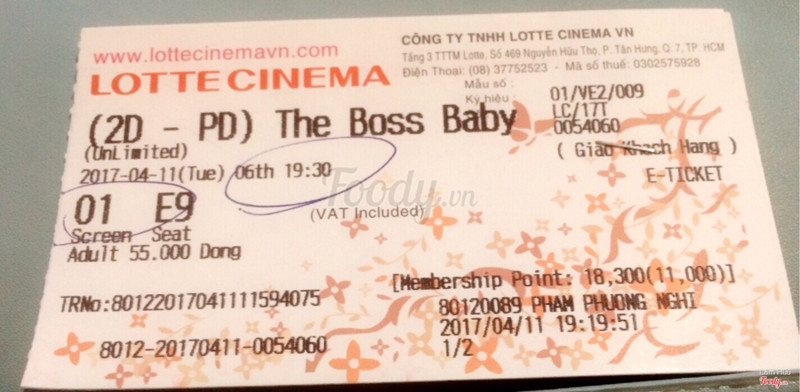 www.lottecinemavn.com
LOTTE CINEMA
CÔNG TY TNHH LOTTE CINEMA VN
Tầng 3 TTTM Lotte, Số 469 Nguyễn Hữu Thọ, P. Tân Hưng, Q. 7, TP. HCM
Điện Thoại: (08) 37752523 - Mã số thuế: 0302575928
Mẫu số : 01/VE2/009
Ký hiệu : LC/17T
0054060
(2D - PD) The Boss Baby
(UnLimited)
( Giao Khach Hang )
2017-04-11(Tue) 06th 19:30
E-TICKET
01 E9
(VAT Included)
Screen Seat
Adult 55.000 Dong
[Membership Point: 18,300(11,000)]
TRNo:80122017041111594075
80120089 PHAM PHUONG NGHI
2017/04/11 19:19:51
8012-20170411-0054060
1/2
Foody.vn
Foody